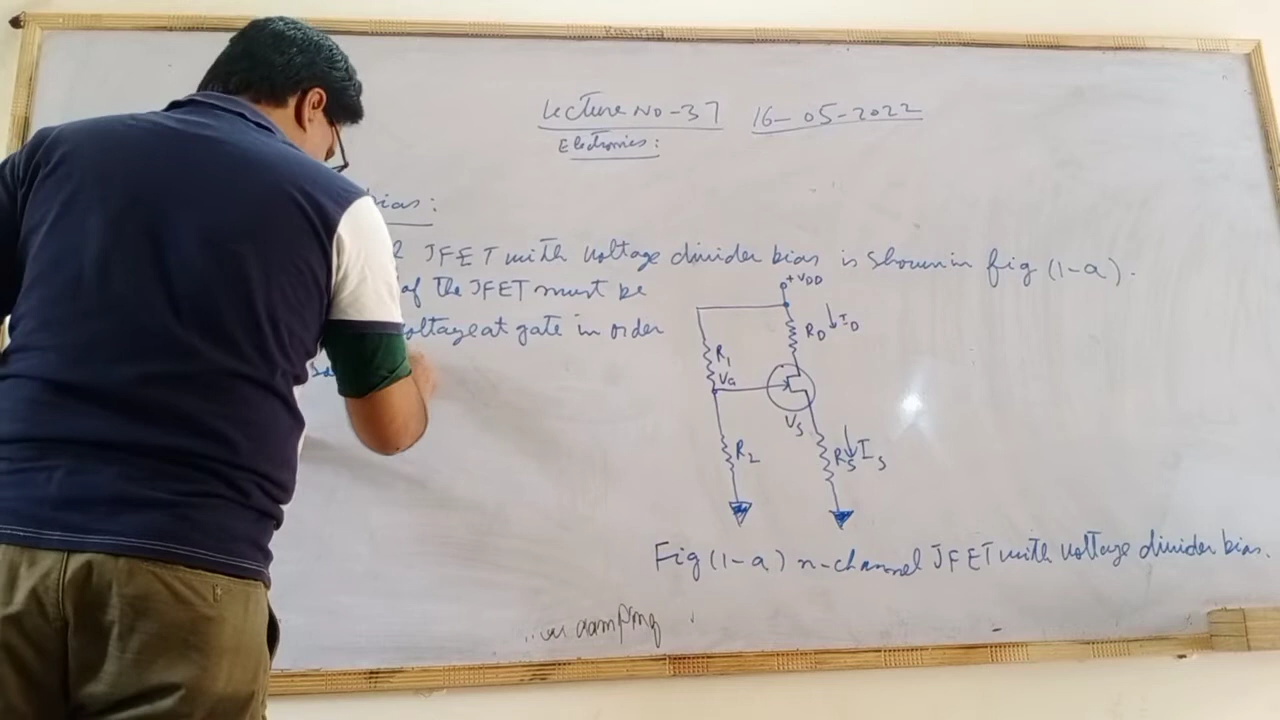 Lecture No-37 16-05-2022
Electronics:
bias:
JFET with voltage divider bias is shown in fig (1-a).
of the JFET must be
voltage at gate in order
+VDD
RD
ID
R1
VG
VS
R2
RS
IS
Fig (1-a) n-channel JFET with voltage divider bias.
damping